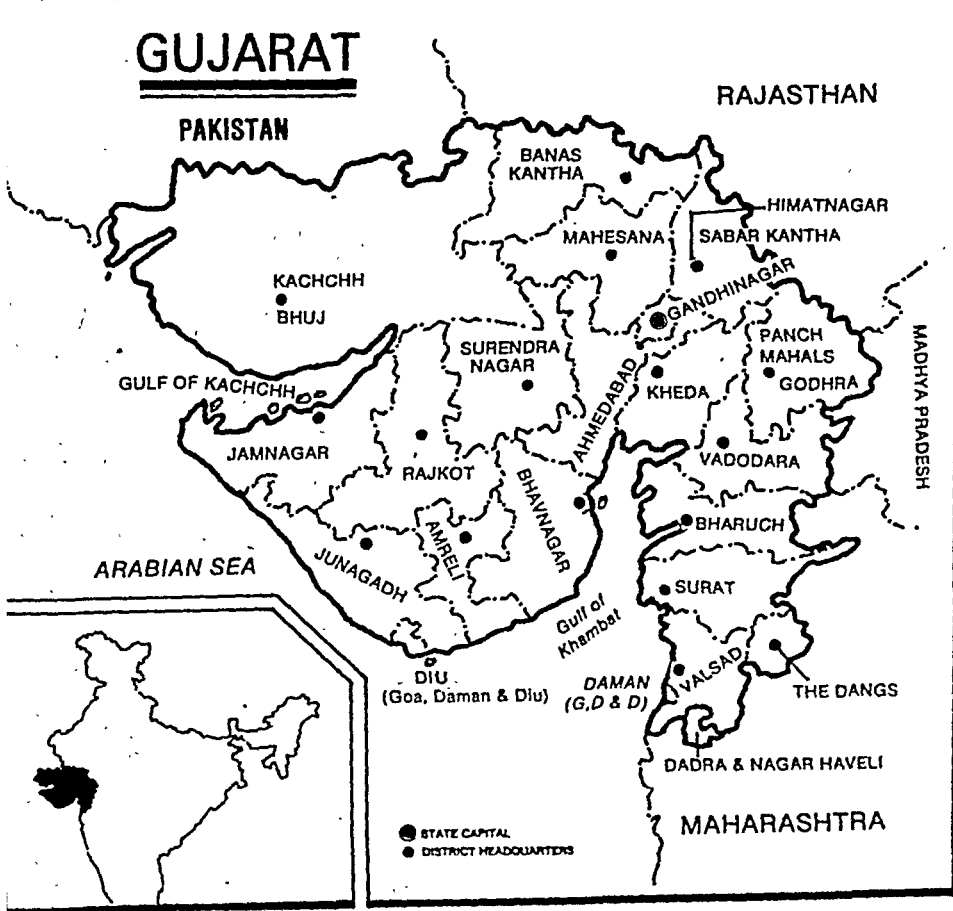 GUJARAT
RAJASTHAN
PAKISTAN
BANAS
KANTHA
HIMATNAGAR
MAHESANA
SABAR KANTHA
KACHCHH
BHUJ
GANDHINAGAR
SURENDRA
NAGAR
PANCH
MAHALS
GODHRA
MADHYA PRADESH
GULF OF KACHCHH
AHMEDABAD
KHEDA
JAMNAGAR
RAJKOT
VADODARA
BHAVNAGAR
BHARUCH
AMRELI
JUNAGADH
ARABIAN SEA
SURAT
Gulf of
Khambat
DIU
(Goa, Daman & Diu)
DAMAN
(G,D & D)
VALSAD
THE DANGS
DADRA & NAGAR HAVELI
MAHARASHTRA
STATE CAPITAL
DISTRICT HEADQUARTERS